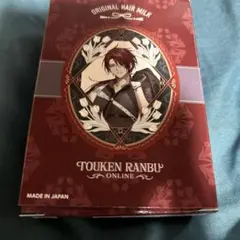 ORIGINAL HAIR MILK
TOUKEN RANBU
ONLINE
MADE IN JAPAN